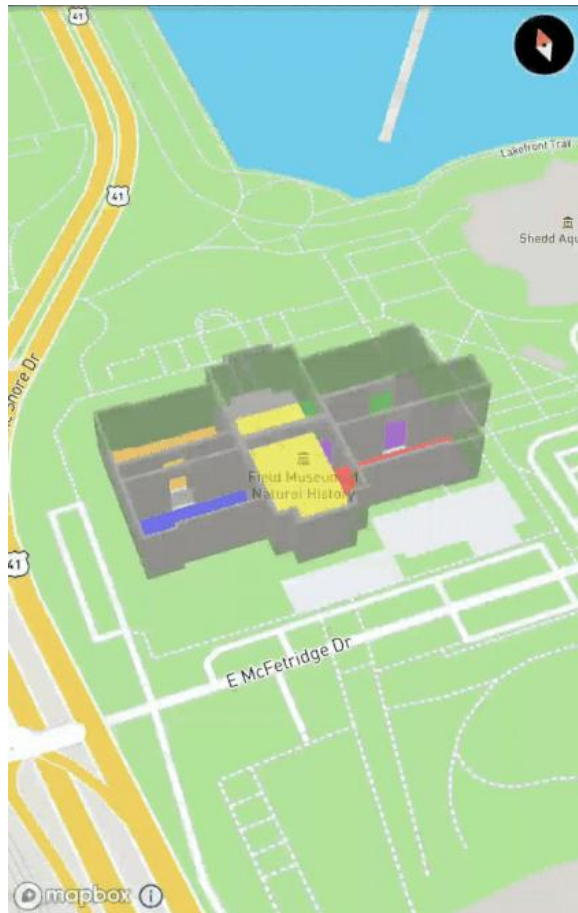 41
41
Lakefront Trail
Shedd Aqu
Shore Dr
Field Museum of
Natural History
41
E McFetridge Dr
mapbox